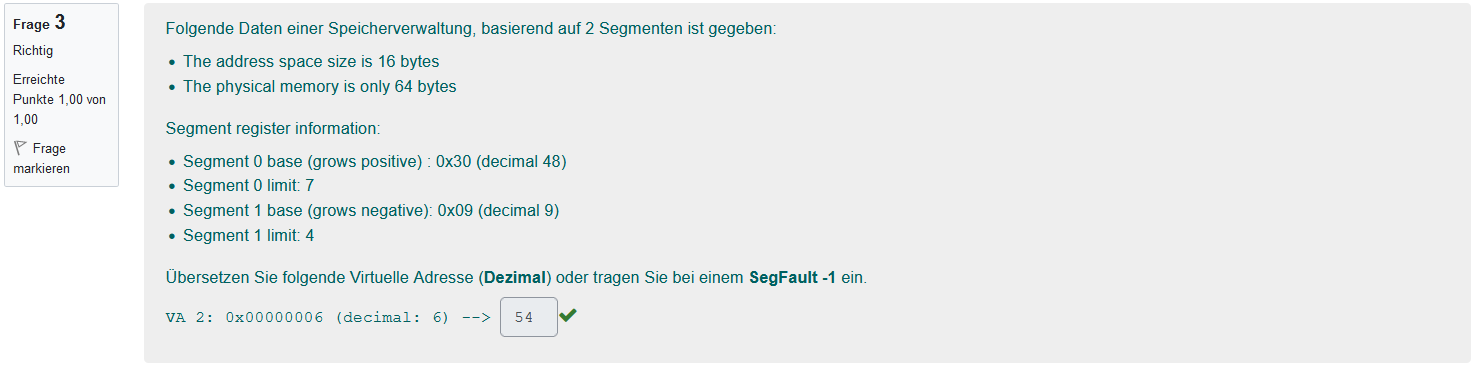 Frage 3
Richtig
Erreichte
Punkte 1,00 von
1,00
Frage
markieren
Folgende Daten einer Speicherverwaltung, basierend auf 2 Segmenten ist gegeben:
• The address space size is 16 bytes
• The physical memory is only 64 bytes
Segment register information:
• Segment 0 base (grows positive) : 0x30 (decimal 48)
• Segment 0 limit: 7
• Segment 1 base (grows negative): 0x09 (decimal 9)
• Segment 1 limit: 4
Übersetzen Sie folgende Virtuelle Adresse (Dezimal) oder tragen Sie bei einem SegFault -1 ein.
VA 2: 0x00000006 (decimal: 6) --> 54